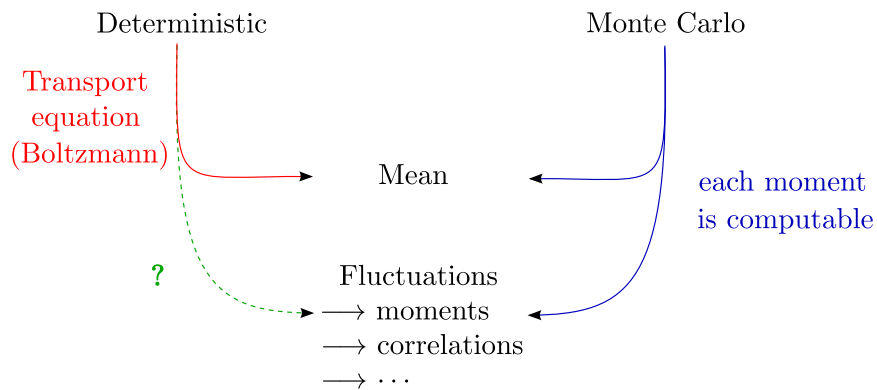 Deterministic
Monte Carlo
Transport
equation
(Boltzmann)
Mean
each moment
is computable
?
Fluctuations
⟶ moments
⟶ correlations
⟶ ···